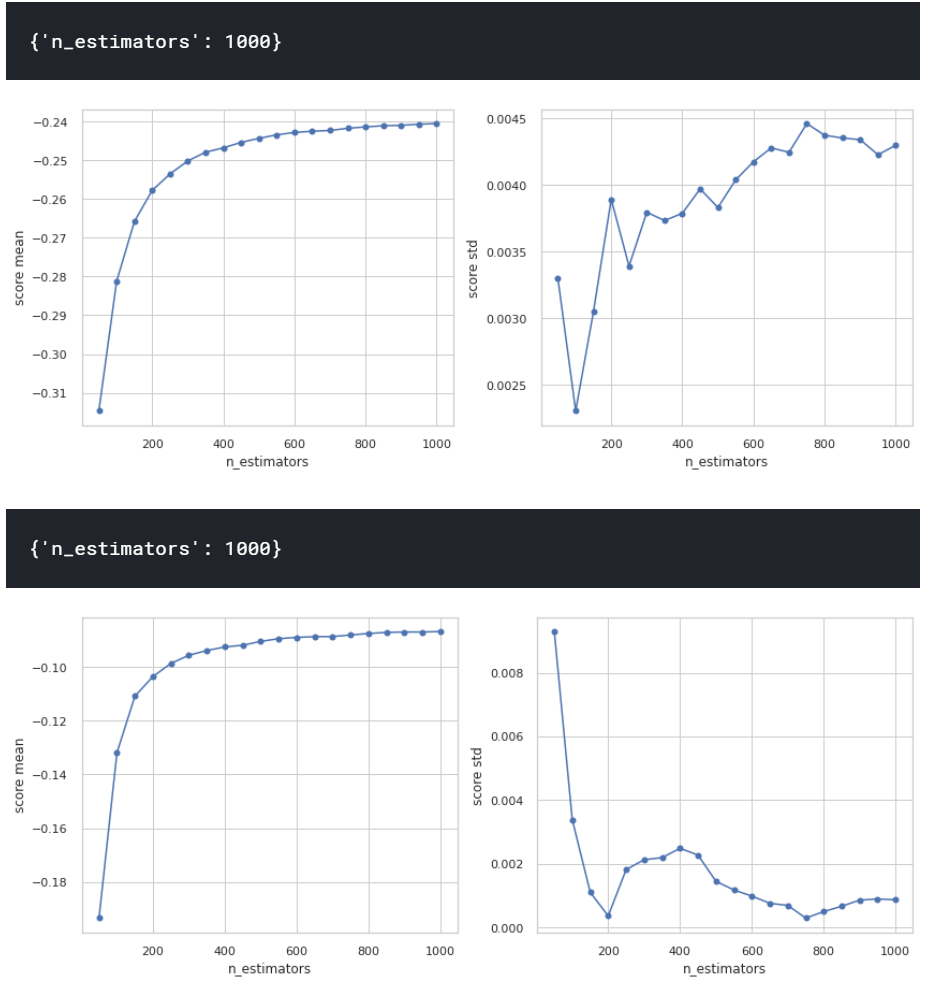 {'n_estimators': 1000}
−0.24
−0.25
−0.26
−0.27
−0.28
−0.29
−0.30
−0.31
score mean
200 400 600 800 1000
n_estimators
0.0045
0.0040
0.0035
0.0030
0.0025
score std
200 400 600 800 1000
n_estimators
{'n_estimators': 1000}
−0.10
−0.12
−0.14
−0.16
−0.18
score mean
200 400 600 800 1000
n_estimators
0.008
0.006
0.004
0.002
0.000
score std
200 400 600 800 1000
n_estimators